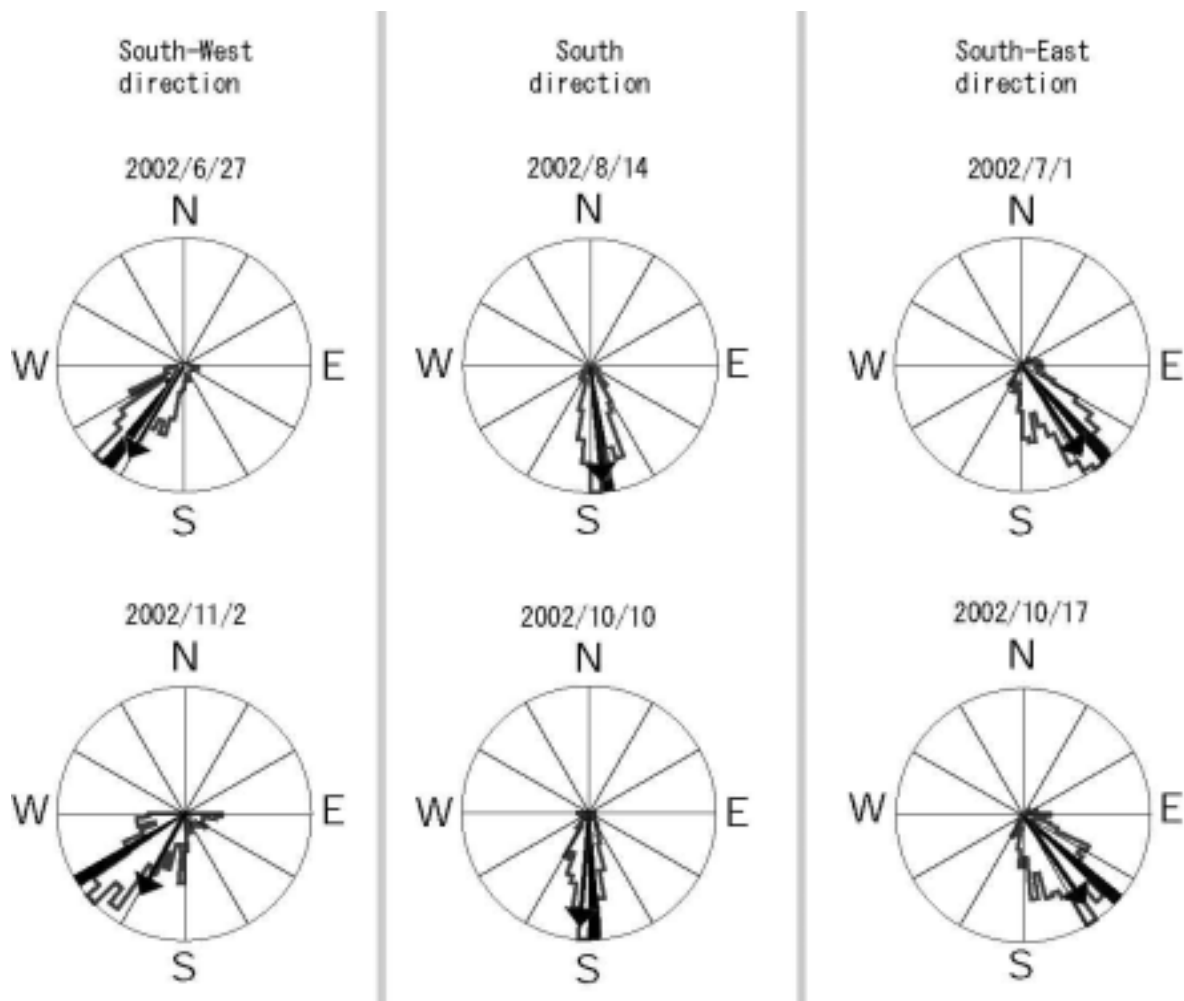 South-West
direction
2002/6/27
N
W
E
S
2002/11/2
N
W
E
S
South
direction
2002/8/14
N
W
E
S
2002/10/10
N
W
E
S
South-East
direction
2002/7/1
N
W
E
S
2002/10/17
N
W
E
S